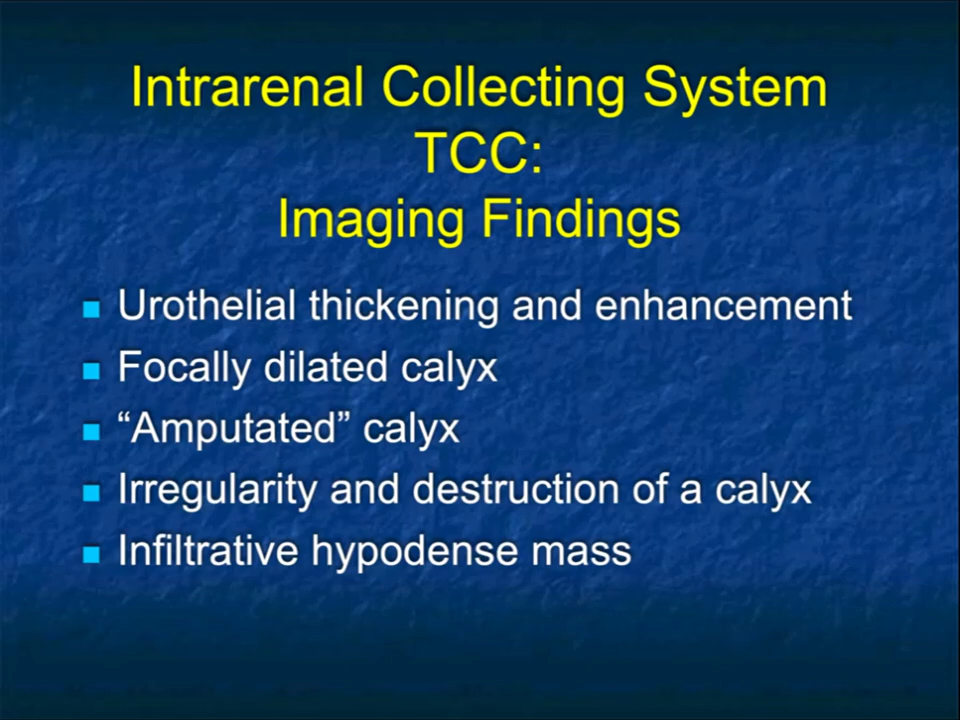 Intrarenal Collecting System
TCC:
Imaging Findings
Urothelial thickening and enhancement
Focally dilated calyx
“Amputated” calyx
Irregularity and destruction of a calyx
Infiltrative hypodense mass